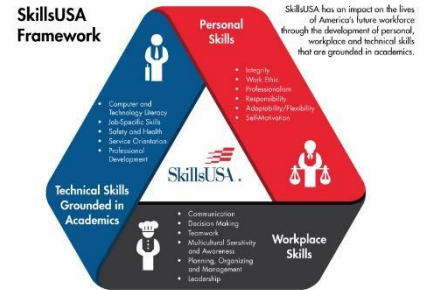 SkillsUSA
Framework
SkillsUSA has an impact on the lives
of America's future workforce
through the development of personal,
workplace and technical skills
that are grounded in academics.
Personal
Skills
• Integrity
• Work Ethic
• Professionalism
• Responsibility
• Adaptability/Flexibility
• Self-Motivation
• Computer and
Technology Literacy
• Job-Specific Skills
• Safety and Health
• Service Orientation
• Professional
Development
SkillsUSA.
Technical Skills
Grounded in
Academics
• Communication
• Decision Making
• Teamwork
• Multicultural Sensitivity
and Awareness
• Planning, Organizing
and Management
• Leadership
Workplace
Skills